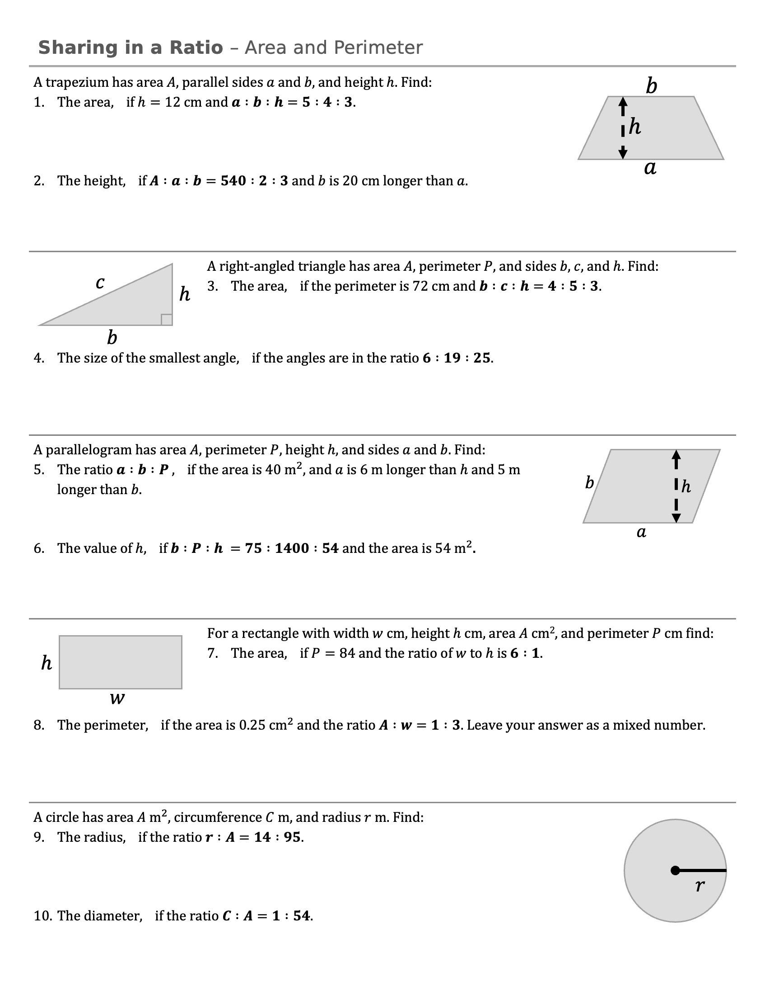 Sharing in a Ratio – Area and Perimeter
A trapezium has area A, parallel sides a and b, and height h. Find:
1. The area, if h = 12 cm and a : b : h = 5 : 4 : 3.
b
h
a
2. The height, if A : a : b = 540 : 2 : 3 and b is 20 cm longer than a.
A right-angled triangle has area A, perimeter P, and sides b, c, and h. Find:
3. The area, if the perimeter is 72 cm and b : c : h = 4 : 5 : 3.
c
h
b
4. The size of the smallest angle, if the angles are in the ratio 6 : 19 : 25.
A parallelogram has area A, perimeter P, height h, and sides a and b. Find:
5. The ratio a : b : P , if the area is 40 m², and a is 6 m longer than h and 5 m
longer than b.
b
h
a
6. The value of h, if b : P : h = 75 : 1400 : 54 and the area is 54 m².
For a rectangle with width w cm, height h cm, area A cm², and perimeter P cm find:
7. The area, if P = 84 and the ratio of w to h is 6 : 1.
h
w
8. The perimeter, if the area is 0.25 cm² and the ratio A : w = 1 : 3. Leave your answer as a mixed number.
A circle has area A m², circumference C m, and radius r m. Find:
9. The radius, if the ratio r : A = 14 : 95.
r
10. The diameter, if the ratio C : A = 1 : 54.